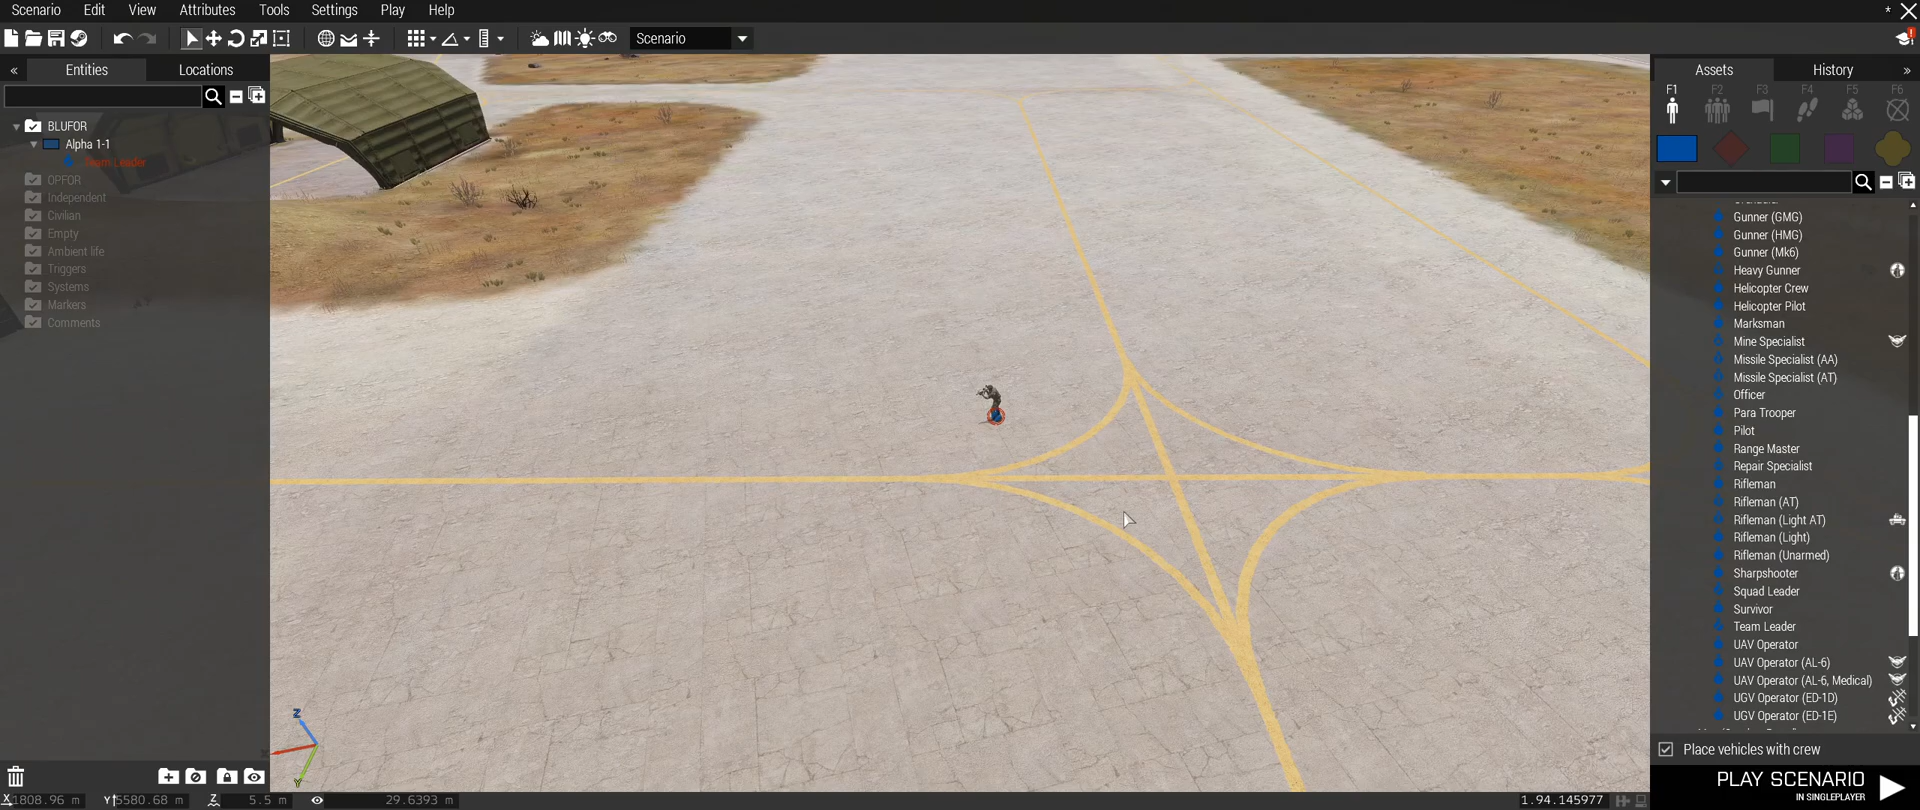 Scenario Edit View Attributes Tools Settings Play Help
*
Scenario
« Entities Locations
Assets History »
F1 F2 F3 F4 F5 F6
BLUFOR
Alpha 1-1
Team Leader
OPFOR
Independent
Civilian
Empty
Ambient life
Triggers
Systems
Markers
Comments
Gunner (GMG)
Gunner (HMG)
Gunner (Mk6)
Heavy Gunner
Helicopter Crew
Helicopter Pilot
Marksman
Mine Specialist
Missile Specialist (AA)
Missile Specialist (AT)
Officer
Para Trooper
Pilot
Range Master
Repair Specialist
Rifleman
Rifleman (AT)
Rifleman (Light AT)
Rifleman (Light)
Rifleman (Unarmed)
Sharpshooter
Squad Leader
Survivor
Team Leader
UAV Operator
UAV Operator (AL-6)
UAV Operator (AL-6, Medical)
UGV Operator (ED-1D)
UGV Operator (ED-1E)
Z
Y
Place vehicles with crew
PLAY SCENARIO
IN SINGLEPLAYER
X 1808.96 m Y 5580.68 m Z 5.5 m 29.6393 m
1.94.145977